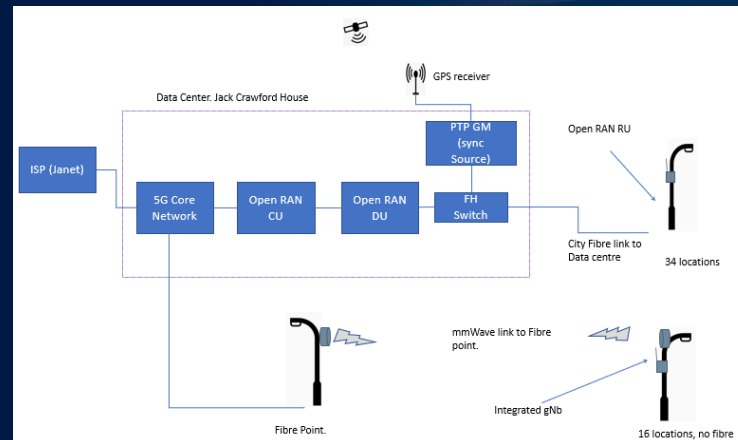 GPS receiver
Data Center. Jack Crawford House
PTP GM
(sync
Source)
Open RAN RU
ISP (Janet)
5G Core
Network
Open RAN
CU
Open RAN
DU
FH
Switch
City Fibre link to
Data centre
34 locations
mmWave link to Fibre
point.
Integrated gNb
Fibre Point.
16 locations, no fibre